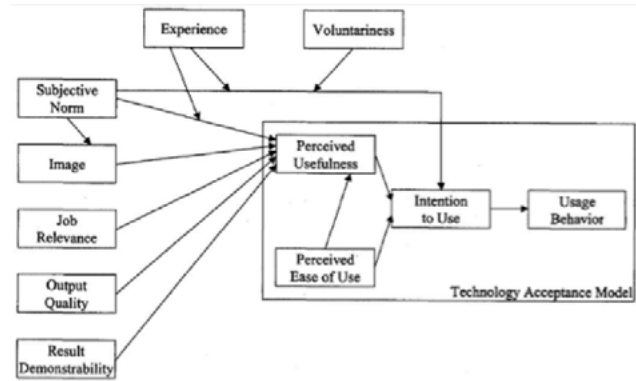 Experience
Voluntariness
Subjective
Norm
Image
Perceived
Usefulness
Intention
to Use
Usage
Behavior
Job
Relevance
Perceived
Ease of Use
Output
Quality
Technology Acceptance Model
Result
Demonstrability